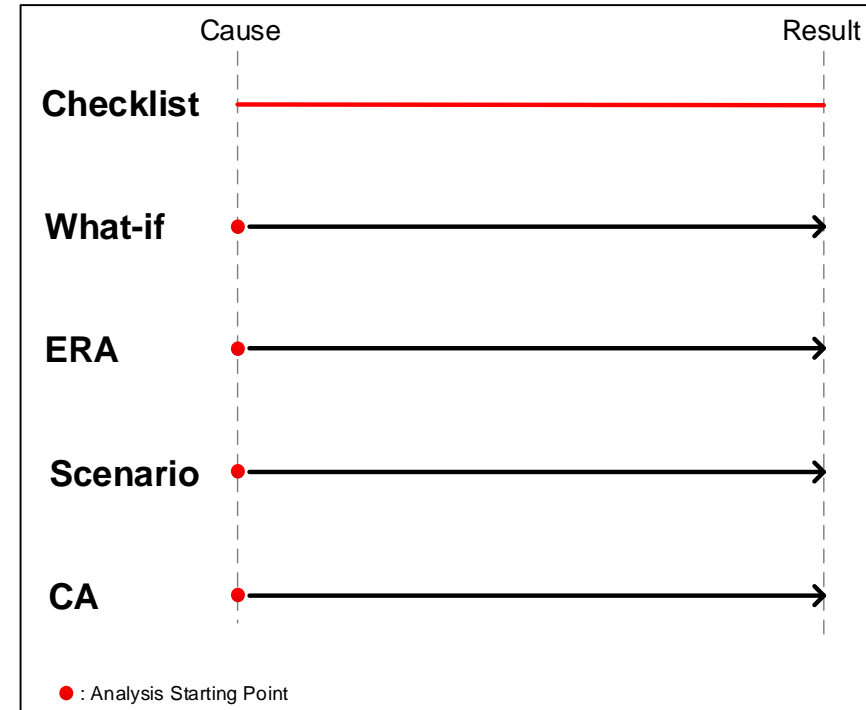 Cause Result
Checklist
What-if
ERA
Scenario
CA
: Analysis Starting Point